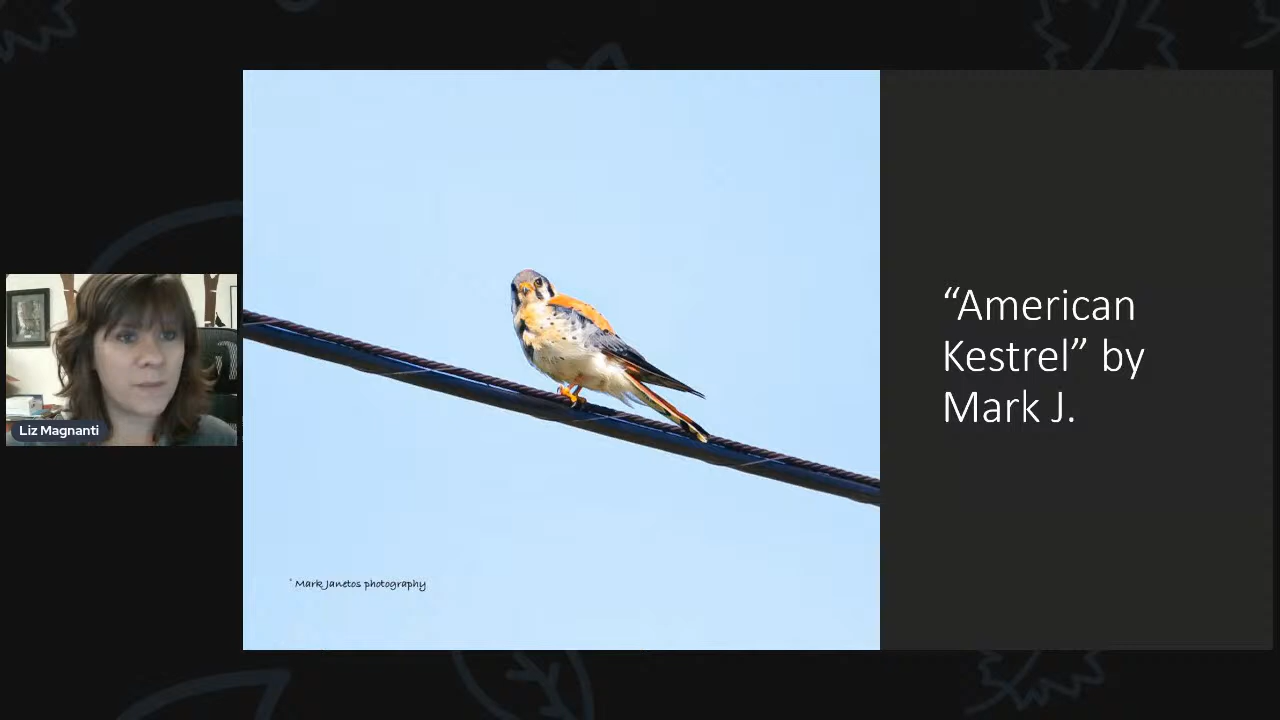 Liz Magnanti
“American
Kestrel” by
Mark J.
Mark Janetos photography